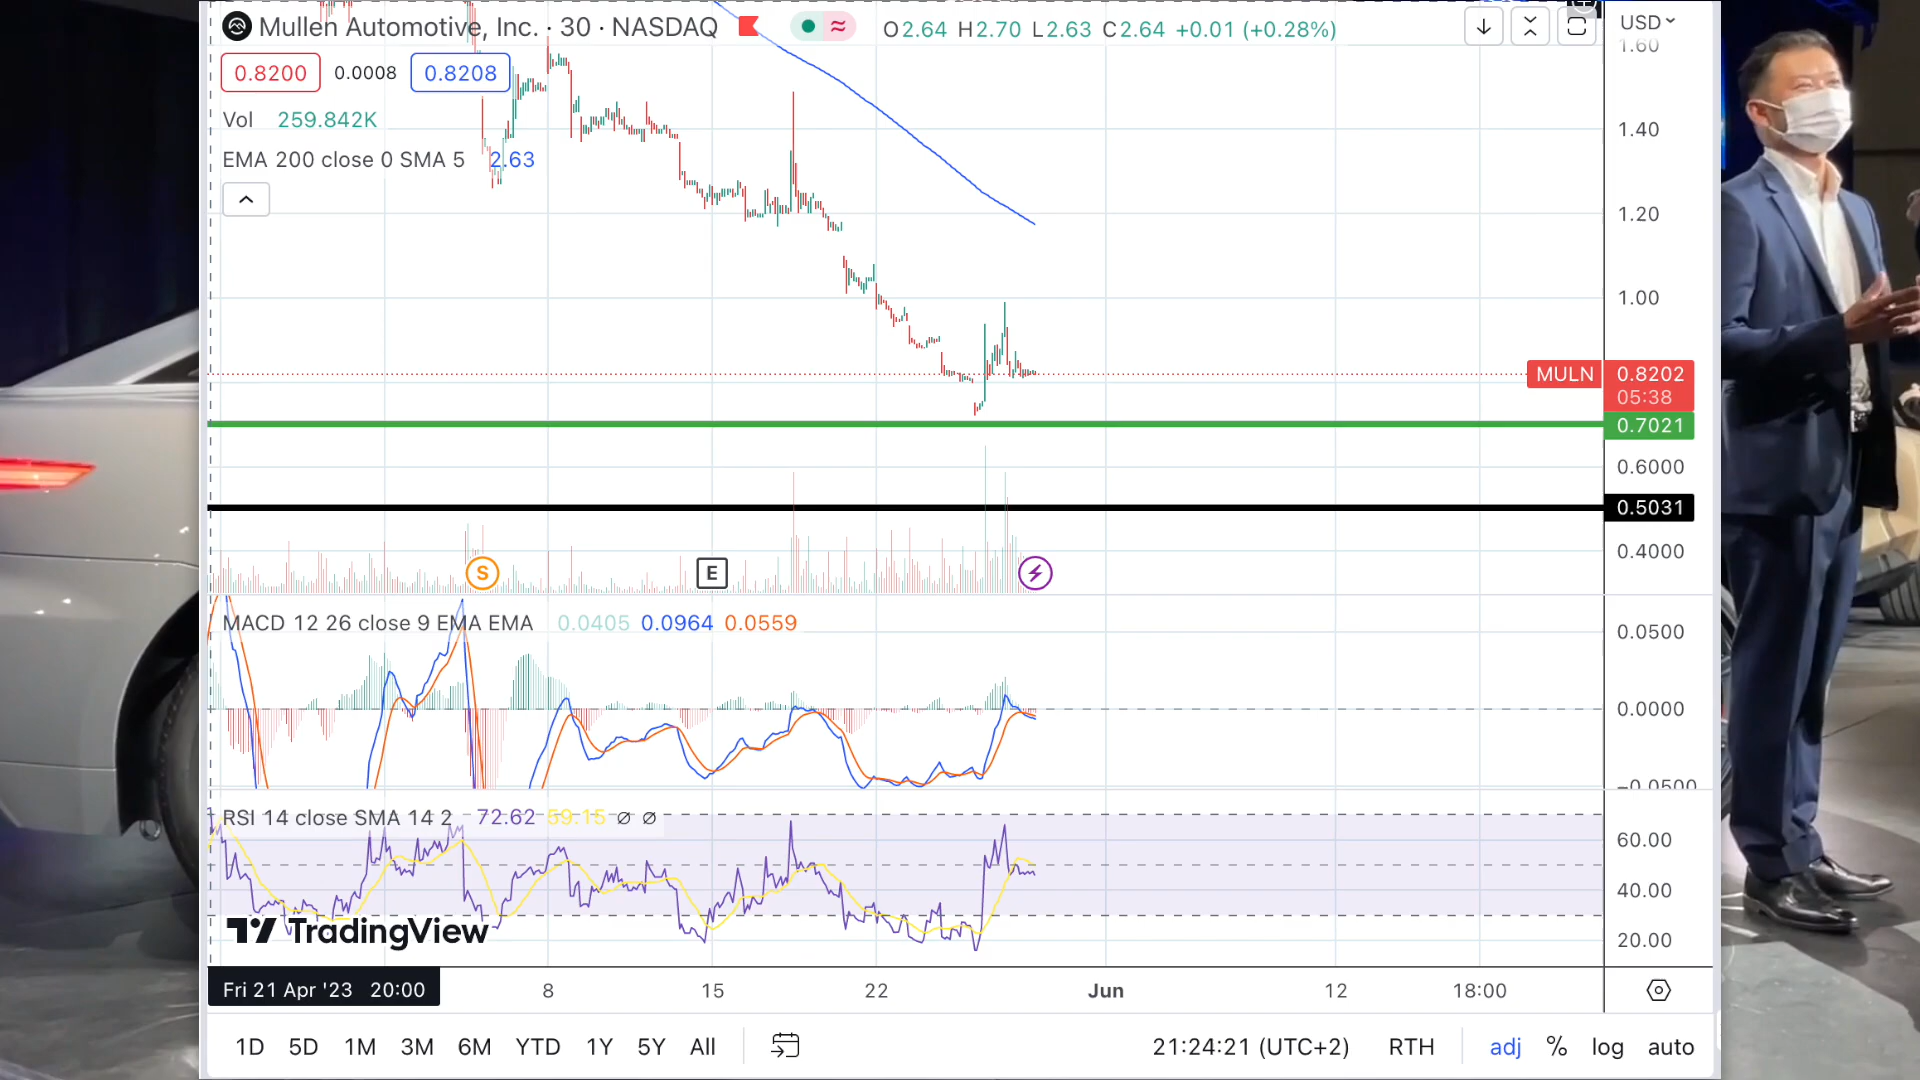 Mullen Automotive, Inc. · 30 · NASDAQ
O2.64 H2.70 L2.63 C2.64 +0.01 (+0.28%)
USD
0.8200 0.0008 0.8208
Vol 259.842K
EMA 200 close 0 SMA 5 2.63
1.60
1.40
1.20
1.00
MULN 0.8202
05:38
0.7021
0.6000
0.5031
0.4000
S
E
MACD 12 26 close 9 EMA EMA 0.0405 0.0964 0.0559
0.0500
0.0000
−0.0500
RSI 14 close SMA 14 2 72.62 59.15 ∅ ∅
60.00
40.00
20.00
TradingView
Fri 21 Apr '23 20:00
8 15 22 Jun 12 18:00
1D 5D 1M 3M 6M YTD 1Y 5Y All
21:24:21 (UTC+2) RTH adj % log auto